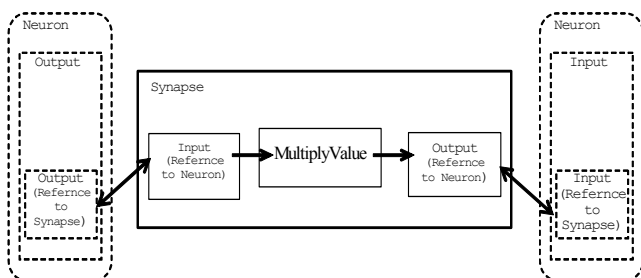 Neuron
Output
Output
(Refernce
to
Synapse)
Synapse
Input
(Refernce
to Neuron)
MultiplyValue
Output
(Refernce
to Neuron)
Neuron
Input
Input
(Refernce
to
Synapse)